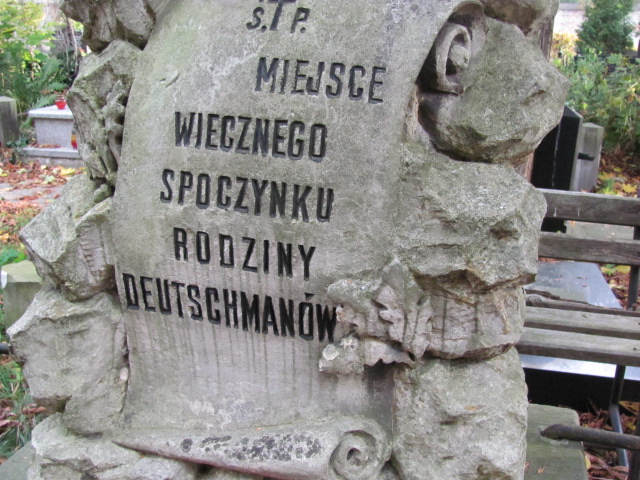 Ś.†P.
MIEJSCE
WIECZNEGO
SPOCZYNKU
RODZINY
DEUTSCHMANÓW